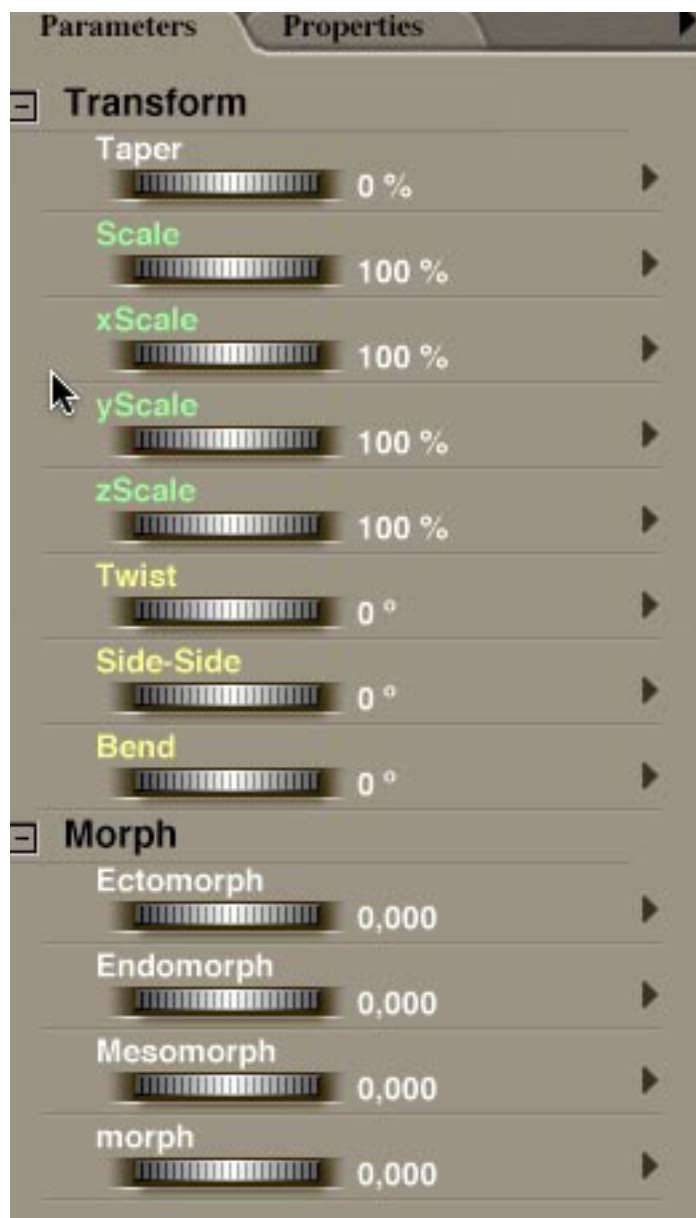 Parameters Properties
Transform
Taper
0 %
Scale
100 %
xScale
100 %
yScale
100 %
zScale
100 %
Twist
0 °
Side-Side
0 °
Bend
0 °
Morph
Ectomorph
0,000
Endomorph
0,000
Mesomorph
0,000
morph
0,000